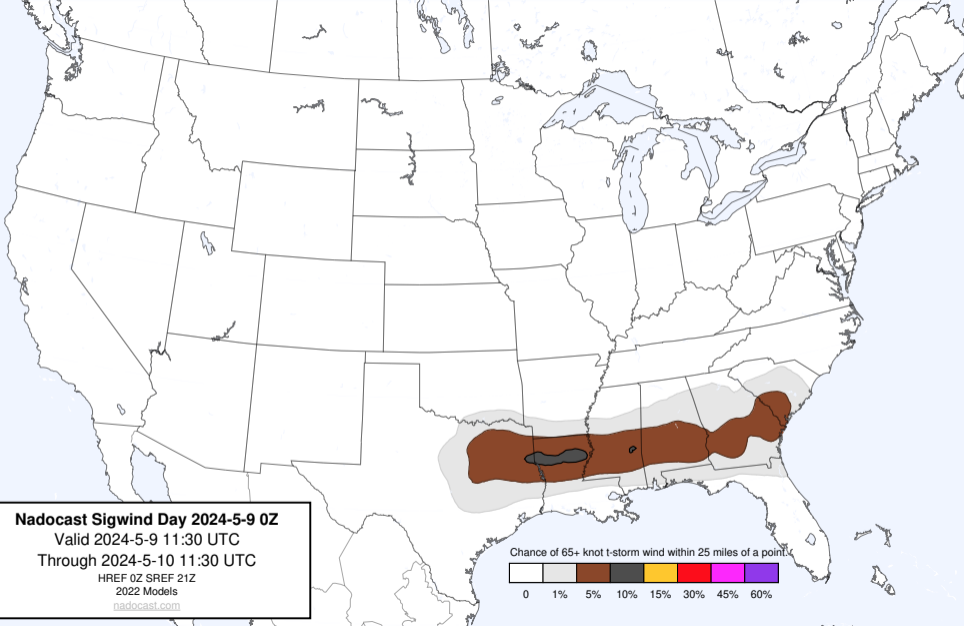 Nadocast Sigwind Day 2024-5-9 0Z
Valid 2024-5-9 11:30 UTC
Through 2024-5-10 11:30 UTC
HREF 0Z SREF 21Z
2022 Models
nadocast.com
Chance of 65+ knot t-storm wind within 25 miles of a point.
0 1% 5% 10% 15% 30% 45% 60%